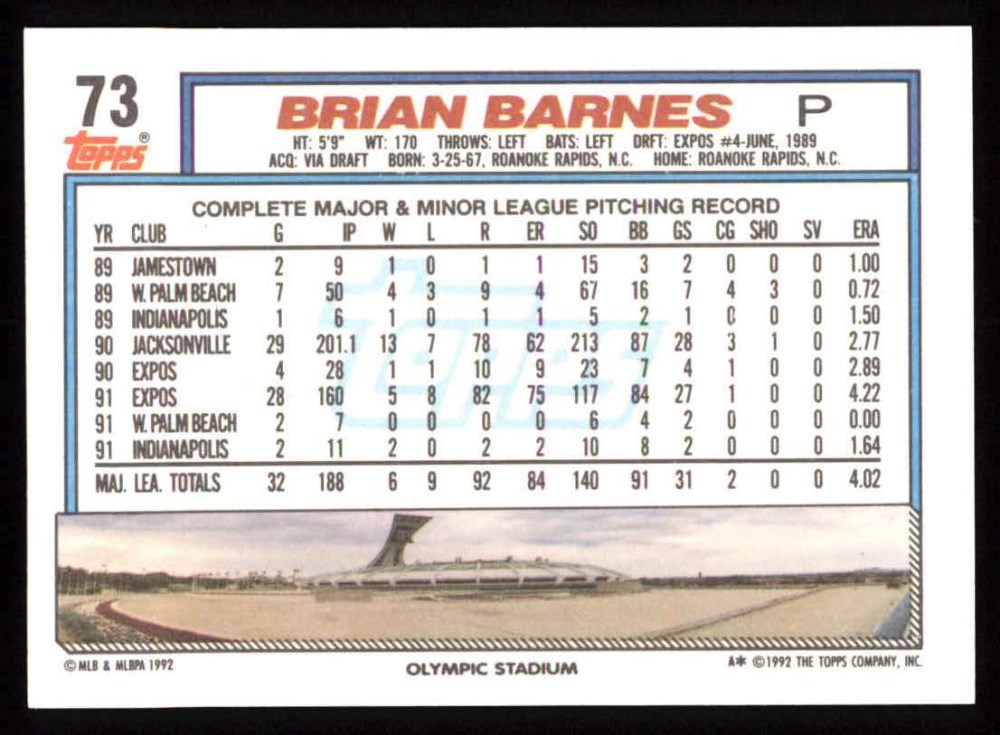 73
BRIAN BARNES P
Topps®
HT: 5'9" WT: 170 THROWS: LEFT BATS: LEFT DRFT: EXPOS #4-JUNE, 1989
ACQ: VIA DRAFT BORN: 3-25-67, ROANOKE RAPIDS, N.C. HOME: ROANOKE RAPIDS, N.C.
COMPLETE MAJOR & MINOR LEAGUE PITCHING RECORD
YR CLUB G IP W L R ER SO BB GS CG SHO SV ERA
89 JAMESTOWN 2 9 1 0 1 1 15 3 2 0 0 0 1.00
89 W. PALM BEACH 7 50 4 3 9 4 67 16 7 4 3 0 0.72
89 INDIANAPOLIS 1 6 1 0 1 1 5 2 1 0 0 0 1.50
90 JACKSONVILLE 29 201.1 13 7 78 62 213 87 28 3 1 0 2.77
90 EXPOS 4 28 1 1 10 9 23 7 4 1 0 0 2.89
91 EXPOS 28 160 5 8 82 75 117 84 27 1 0 0 4.22
91 W. PALM BEACH 2 7 0 0 0 0 6 4 2 0 0 0 0.00
91 INDIANAPOLIS 2 11 2 0 2 2 10 8 2 0 0 0 1.64
MAJ. LEA. TOTALS 32 188 6 9 92 84 140 91 31 2 0 0 4.02
Topps
© MLB & MLBPA 1992 OLYMPIC STADIUM A* ©1992 THE TOPPS COMPANY, INC.